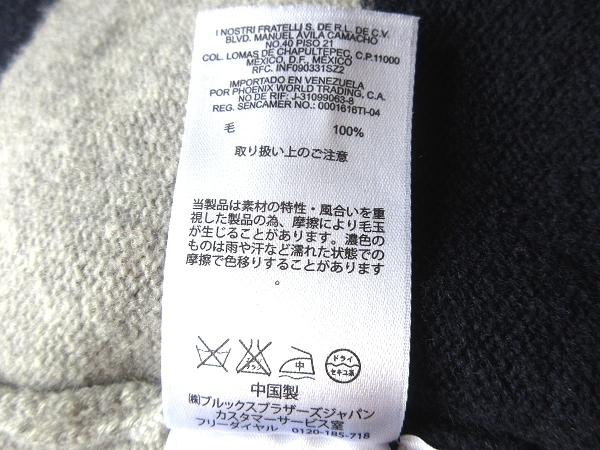 I NOSTRI FRATELLI S. DE R.L. DE C.V.
BLVD. MANUEL AVILA CAMACHO
NO.40 PISO 21
COL. LOMAS DE CHAPULTEPEC, C.P.11000
MEXICO, D.F., MEXICO
RFC. INF090331SZ2
IMPORTADO EN VENEZUELA
POR PHOENIX WORLD TRADING, C.A.
NO DE RIF: J-31099063-8
REG. SENCAMER NO.: 0001616TI-04
毛 100%
取り扱い上のご注意
当製品は素材の特性・風合いを重
視した製品の為、摩擦により毛玉
が生じることがあります。濃色の
ものは雨や汗など濡れた状態での
摩擦で色移りすることがあります
。
エンソ
サラシ
中
ドライ
セキユ系
中国製
㈱ブルックスブラザーズジャパン
カスタマーサービス室
フリーダイヤル 0120-185-718